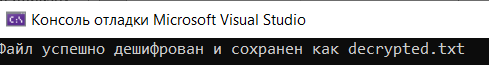 C:\ Консоль отладки Microsoft Visual Studio
Файл успешно дешифрован и сохранен как decrypted.txt